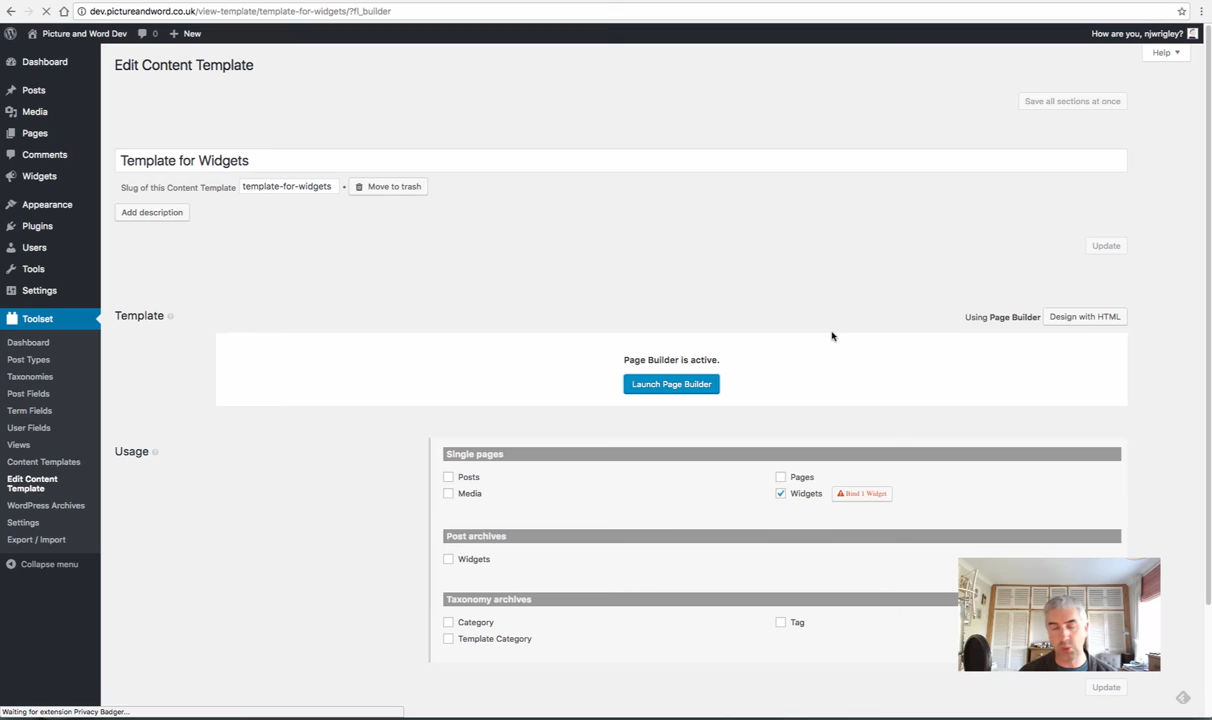 dev.pictureandword.co.uk/view-template/template-for-widgets/?fl_builder
Picture and Word Dev
0
New
How are you, njwrigley?
Help
Dashboard
Posts
Media
Pages
Comments
Widgets
Appearance
Plugins
Users
Tools
Settings
Toolset
Dashboard
Post Types
Taxonomies
Post Fields
Term Fields
User Fields
Views
Content Templates
Edit Content
Template
WordPress Archives
Settings
Export / Import
Collapse menu
Edit Content Template
Save all sections at once
Template for Widgets
Slug of this Content Template template-for-widgets • Move to trash
Add description
Update
Template
Using Page Builder Design with HTML
Page Builder is active.
Launch Page Builder
Usage
Single pages
Posts
Pages
Media
Widgets Bind 1 Widget
Post archives
Widgets
Taxonomy archives
Category
Tag
Template Category
Update
Waiting for extension Privacy Badger...